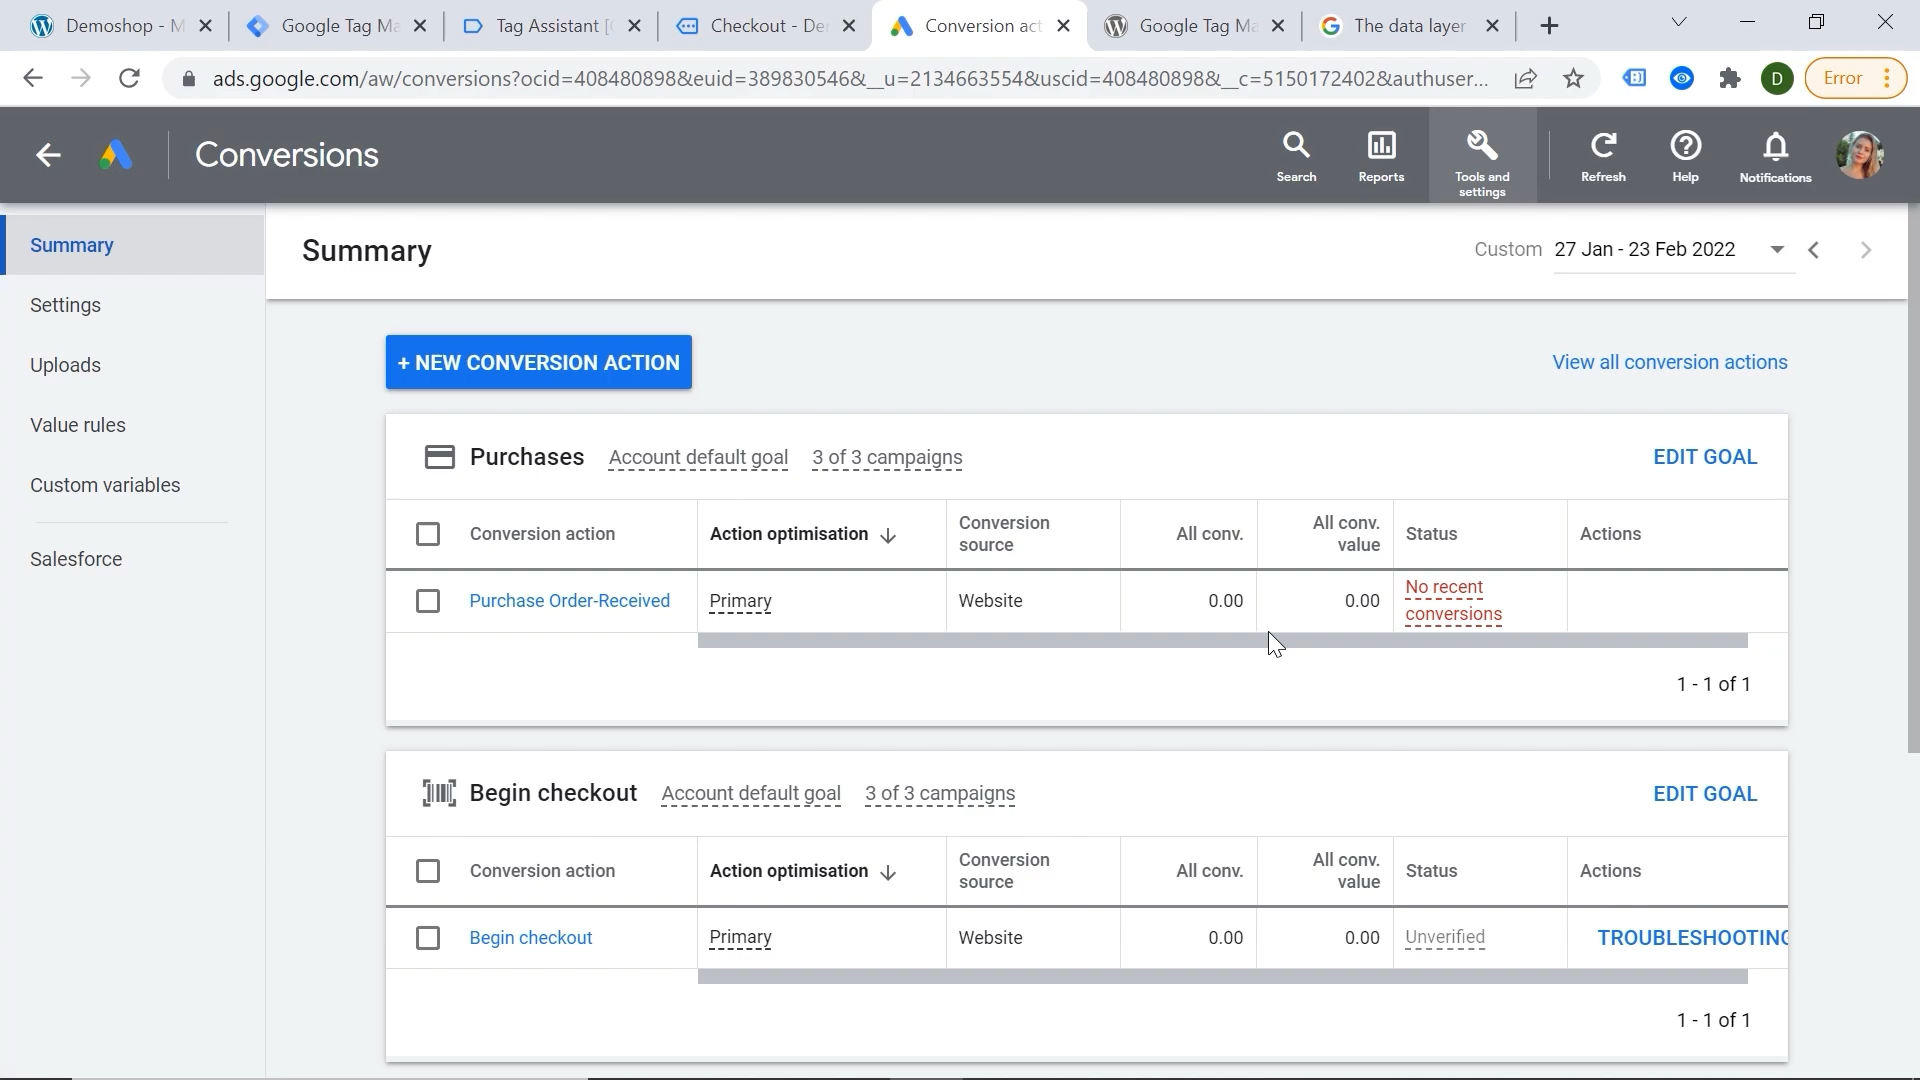 Demoshop - M
Google Tag Ma
Tag Assistant [
Checkout - De
Conversion act
Google Tag Ma
The data layer
ads.google.com/aw/conversions?ocid=408480898&euid=389830546&__u=2134663554&uscid=408480898&__c=5150172402&authuser...
D
Error
Conversions
Search
Reports
Tools and
settings
Refresh
Help
Notifications
Summary
Settings
Uploads
Value rules
Custom variables
Salesforce
Summary
Custom 27 Jan - 23 Feb 2022
+ NEW CONVERSION ACTION
View all conversion actions
Purchases Account default goal 3 of 3 campaigns EDIT GOAL
Conversion action Action optimisation Conversion source All conv. All conv. value Status Actions
Purchase Order-Received Primary Website 0.00 0.00 No recent conversions
1 - 1 of 1
Begin checkout Account default goal 3 of 3 campaigns EDIT GOAL
Conversion action Action optimisation Conversion source All conv. All conv. value Status Actions
Begin checkout Primary Website 0.00 0.00 Unverified TROUBLESHOOTING
1 - 1 of 1